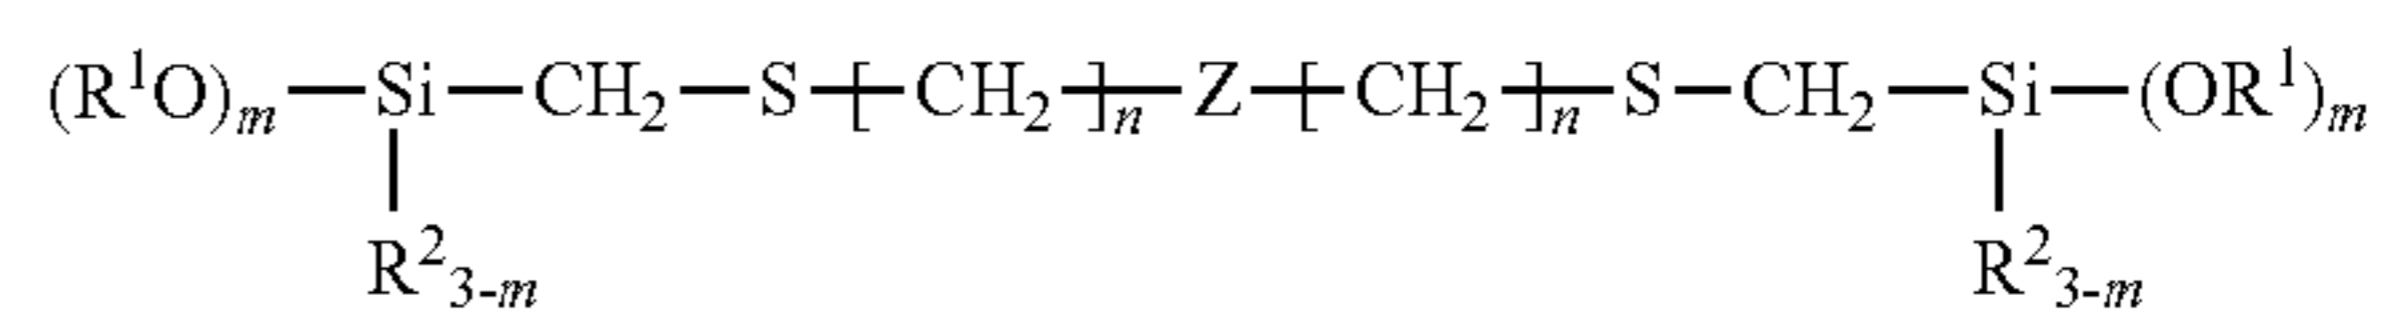 (R¹O)ₘ—Si—CH₂—S—[CH₂]ₙ—Z—[CH₂]ₙ—S—CH₂—Si—(OR¹)ₘ
R²₃₋ₘ R²₃₋ₘ